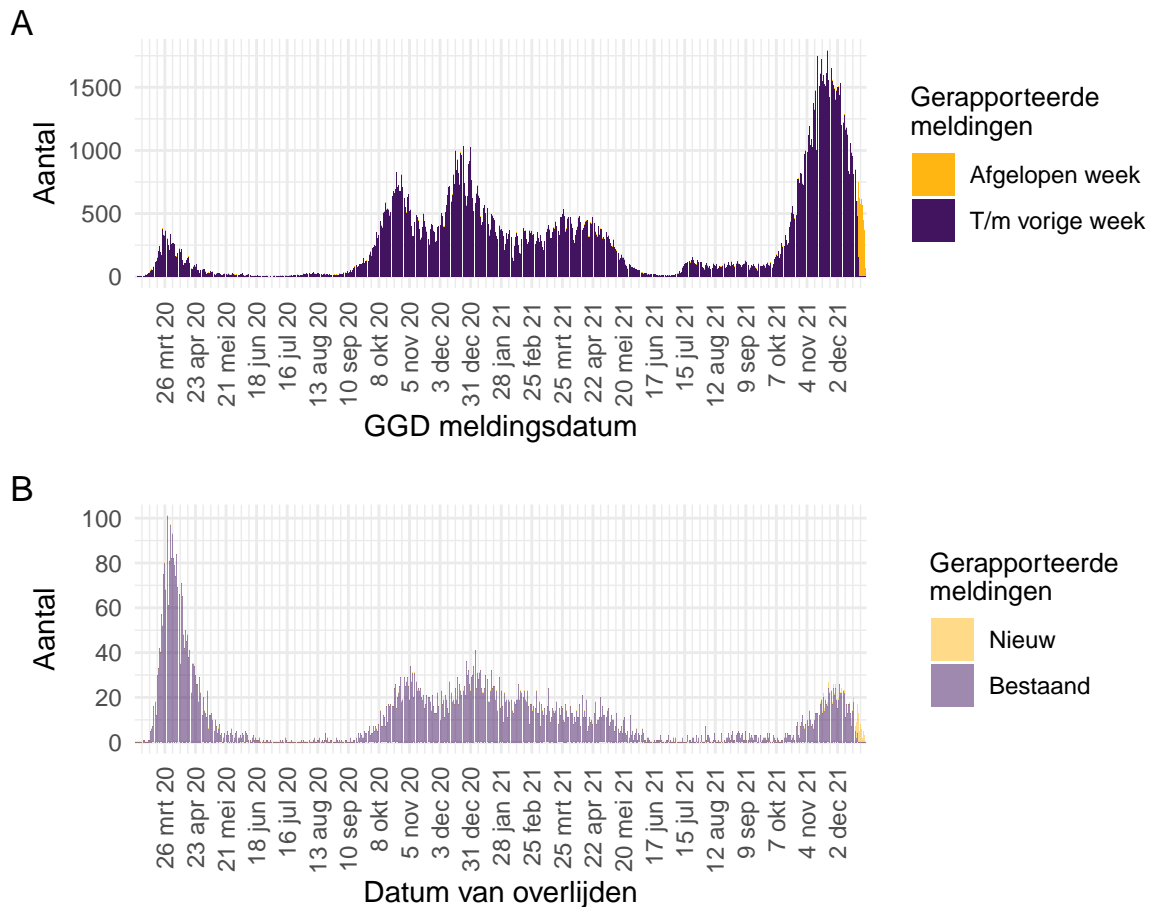 A
Aantal
1500
1000
500
0
26 mrt 20
23 apr 20
21 mei 20
18 jun 20
16 jul 20
13 aug 20
10 sep 20
8 okt 20
5 nov 20
3 dec 20
31 dec 20
28 jan 21
25 feb 21
25 mrt 21
22 apr 21
20 mei 21
17 jun 21
15 jul 21
12 aug 21
9 sep 21
7 okt 21
4 nov 21
2 dec 21
GGD meldingsdatum
Gerapporteerde
meldingen
Afgelopen week
T/m vorige week
B
Aantal
100
80
60
40
20
0
26 mrt 20
23 apr 20
21 mei 20
18 jun 20
16 jul 20
13 aug 20
10 sep 20
8 okt 20
5 nov 20
3 dec 20
31 dec 20
28 jan 21
25 feb 21
25 mrt 21
22 apr 21
20 mei 21
17 jun 21
15 jul 21
12 aug 21
9 sep 21
7 okt 21
4 nov 21
2 dec 21
Datum van overlijden
Gerapporteerde
meldingen
Nieuw
Bestaand